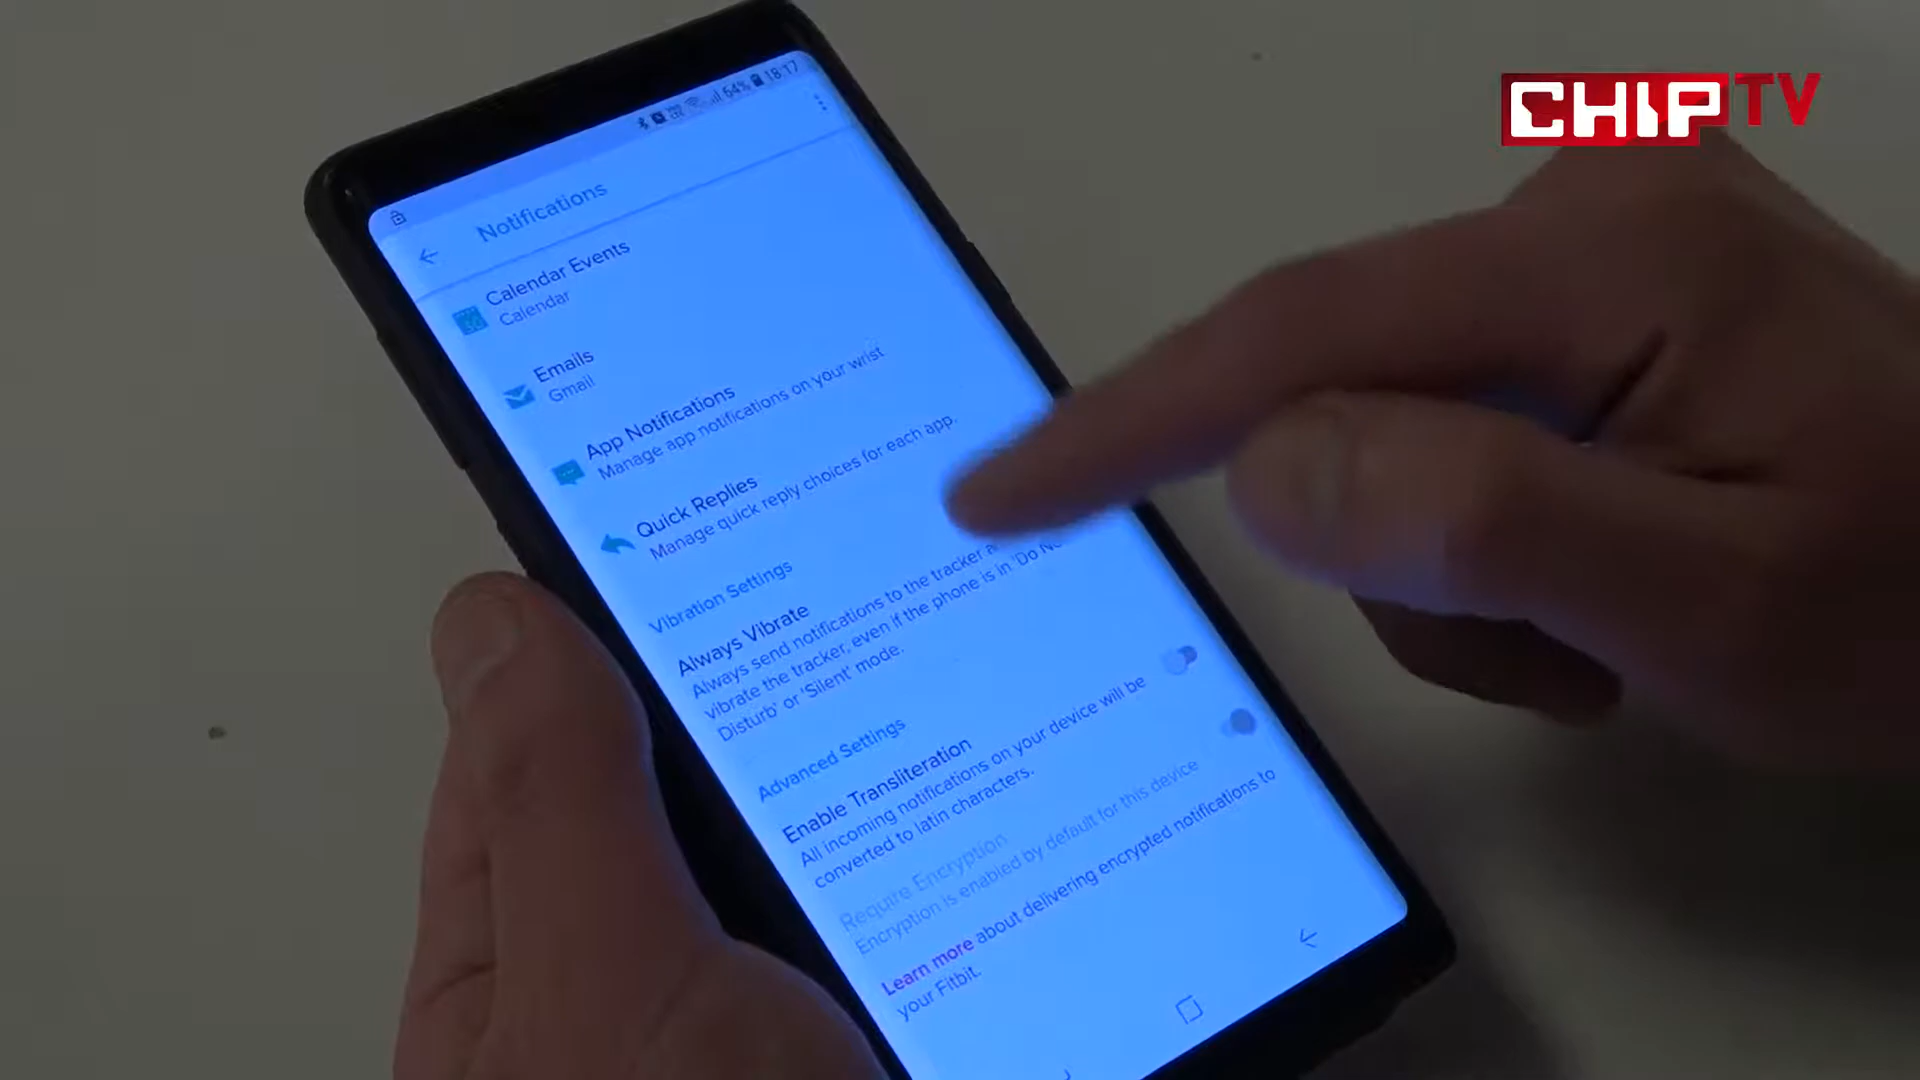 CHIP TV
64% 18:17
Notifications
Calendar Events
Calendar
Emails
Gmail
App Notifications
Manage app notifications on your wrist
Quick Replies
Manage quick reply choices for each app.
Vibration Settings
Always Vibrate
Always send notifications to the tracker
vibrate the tracker, even if the phone is in 'Do
Disturb' or 'Silent' mode.
Advanced Settings
Enable Transliteration
All incoming notifications on your device will be
converted to latin characters.
Require Encryption
Encryption is enabled by default for this device
Learn more about delivering encrypted notifications to
your Fitbit.